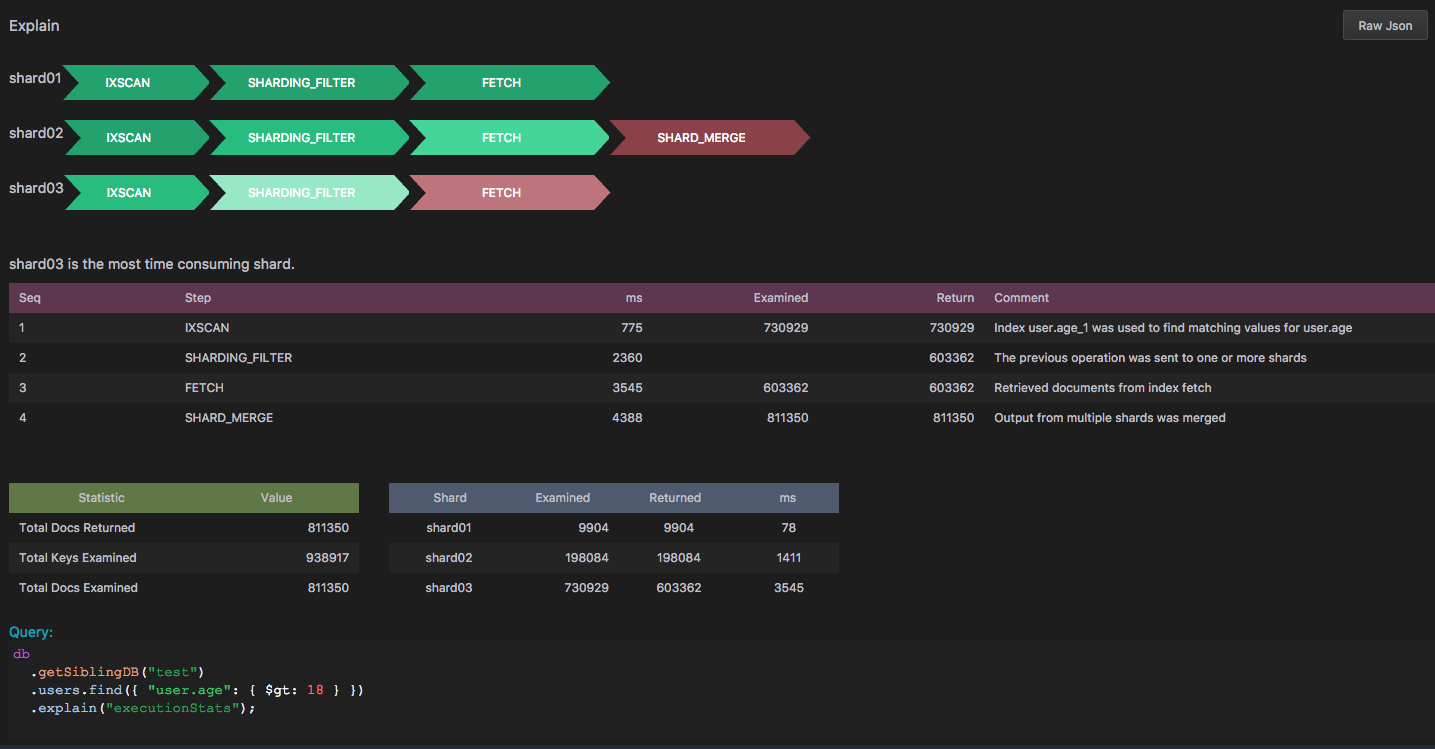 Explain
Raw Json
shard01 IXSCAN SHARDING_FILTER FETCH
shard02 IXSCAN SHARDING_FILTER FETCH SHARD_MERGE
shard03 IXSCAN SHARDING_FILTER FETCH
shard03 is the most time consuming shard.
Seq Step ms Examined Return Comment
1 IXSCAN 775 730929 730929 Index user.age_1 was used to find matching values for user.age
2 SHARDING_FILTER 2360 603362 The previous operation was sent to one or more shards
3 FETCH 3545 603362 603362 Retrieved documents from index fetch
4 SHARD_MERGE 4388 811350 811350 Output from multiple shards was merged
Statistic Value
Total Docs Returned 811350
Total Keys Examined 938917
Total Docs Examined 811350
Shard Examined Returned ms
shard01 9904 9904 78
shard02 198084 198084 1411
shard03 730929 603362 3545
Query:
db
.getSiblingDB("test")
.users.find({ "user.age": { $gt: 18 } })
.explain("executionStats");